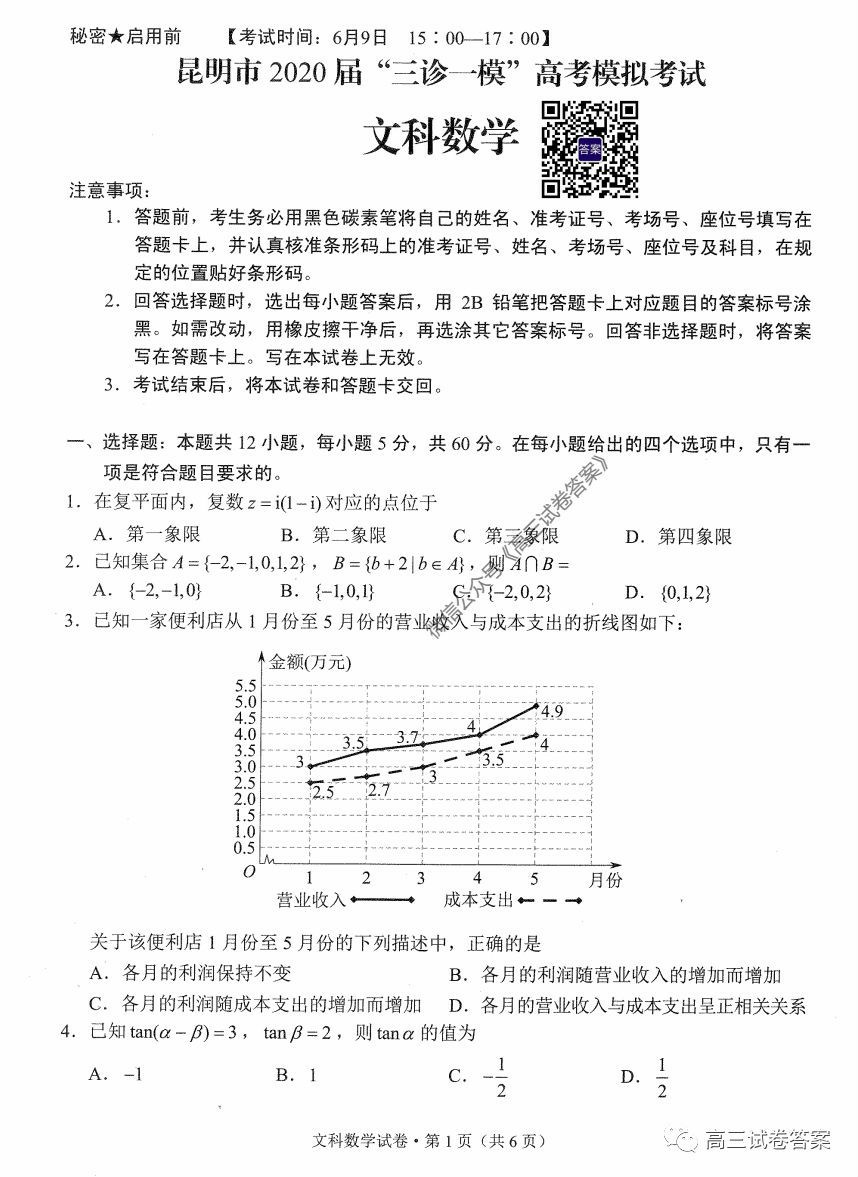 秘密★启用前 【考试时间：6月9日 15∶00—17∶00】
昆明市 2020 届“三诊一模”高考模拟考试
文科数学
答案
注意事项：
1．答题前，考生务必用黑色碳素笔将自己的姓名、准考证号、考场号、座位号填写在
答题卡上，并认真核准条形码上的准考证号、姓名、考场号、座位号及科目，在规
定的位置贴好条形码。
2．回答选择题时，选出每小题答案后，用 2B 铅笔把答题卡上对应题目的答案标号涂
黑。如需改动，用橡皮擦干净后，再选涂其它答案标号。回答非选择题时，将答案
写在答题卡上。写在本试卷上无效。
3．考试结束后，将本试卷和答题卡交回。
一、选择题：本题共 12 小题，每小题 5 分，共 60 分。在每小题给出的四个选项中，只有一
项是符合题目要求的。
1．在复平面内，复数 z = i(1－i) 对应的点位于
A．第一象限 B．第二象限 C．第三象限 D．第四象限
2．已知集合 A = {-2,-1,0,1,2}，B = {b+2|b∈A}，则 A∩B =
A．{-2,-1,0} B．{-1,0,1} C．{-2,0,2} D．{0,1,2}
微信公众号《高三试卷答案》
3．已知一家便利店从 1 月份至 5 月份的营业收入与成本支出的折线图如下：
金额(万元)
5.5
5.0
4.5
4.0
3.5
3.0
2.5
2.0
1.5
1.0
0.5
O
3 3.5 3.7 4 4.9
2.5 2.7 3 3.5 4
1 2 3 4 5 月份
营业收入 成本支出
关于该便利店 1 月份至 5 月份的下列描述中，正确的是
A．各月的利润保持不变 B．各月的利润随营业收入的增加而增加
C．各月的利润随成本支出的增加而增加 D．各月的营业收入与成本支出呈正相关关系
4．已知 tan(α－β) = 3，tanβ = 2，则 tanα 的值为
A．-1 B．1 C．-1/2 D．1/2
文科数学试卷·第 1 页（共 6 页）
高三试卷答案